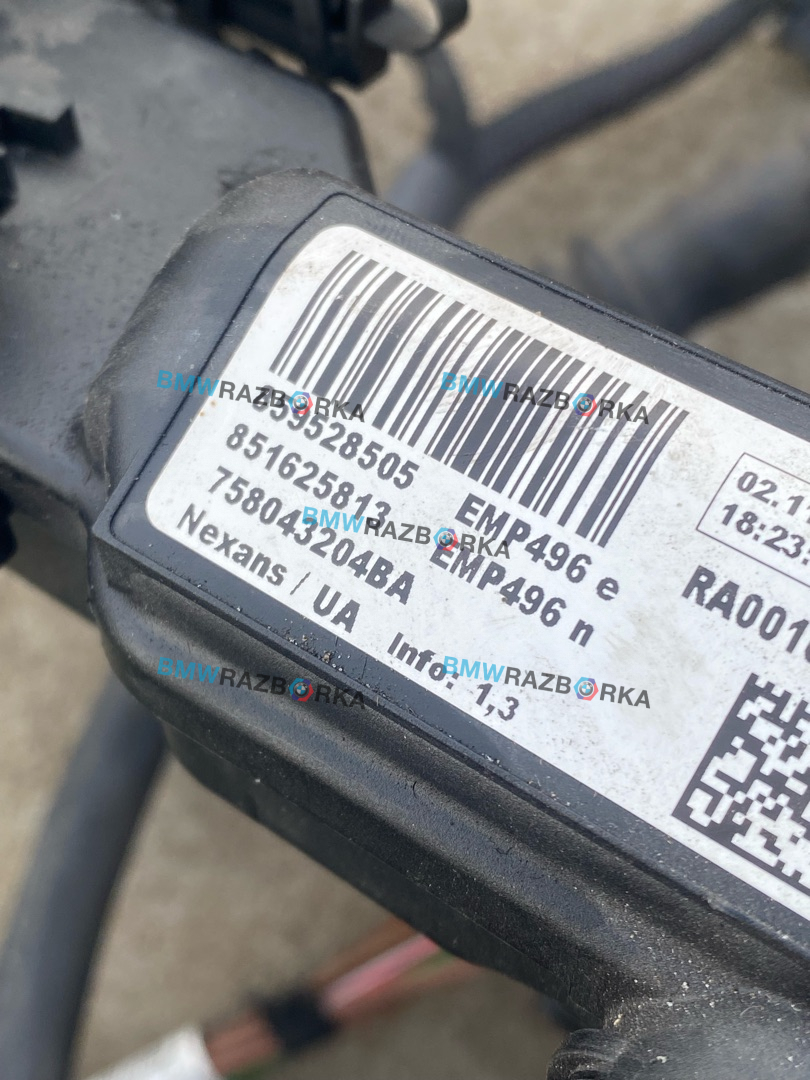 859528505 EMP496 e
851625813 EMP496 n
758043204BA
Nexans / UA Info: 1,3
02.1
18:23:
RA001
BMWRAZBORKA
BMWRAZBORKA
BMWRAZBORKA
BMWRAZBORKA
BMWRAZBORKA